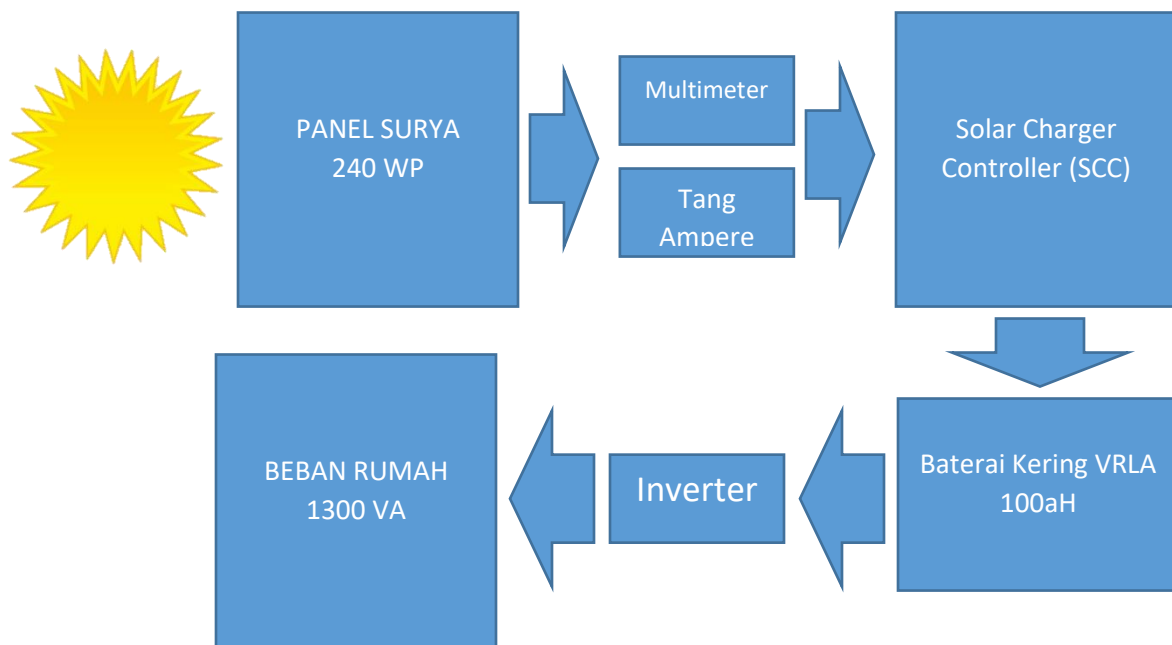 PANEL SURYA
240 WP
Multimeter
Tang
Ampere
Solar Charger
Controller (SCC)
Baterai Kering VRLA
100aH
Inverter
BEBAN RUMAH
1300 VA